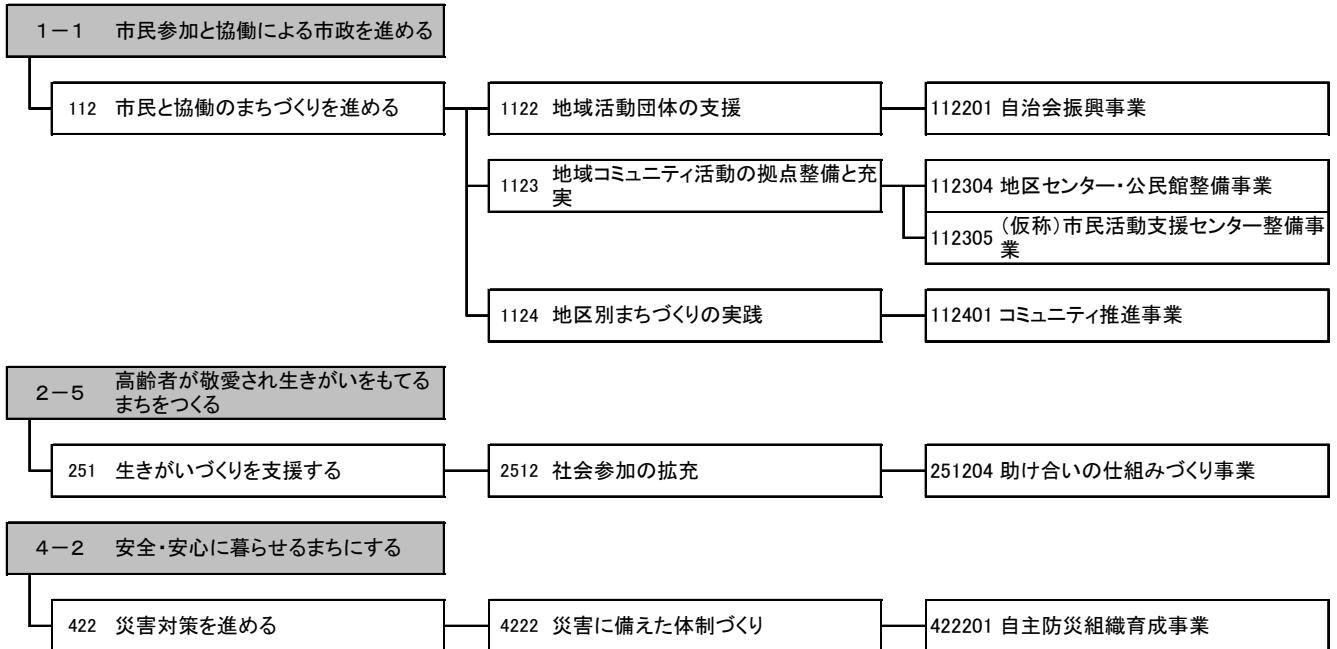 1－1 市民参加と協働による市政を進める
112 市民と協働のまちづくりを進める
1122 地域活動団体の支援
112201 自治会振興事業
1123 地域コミュニティ活動の拠点整備と充
実
112304 地区センター・公民館整備事業
112305 (仮称)市民活動支援センター整備事
業
1124 地区別まちづくりの実践
112401 コミュニティ推進事業
2－5 高齢者が敬愛され生きがいをもてる
まちをつくる
251 生きがいづくりを支援する
2512 社会参加の拡充
251204 助け合いの仕組みづくり事業
4－2 安全・安心に暮らせるまちにする
422 災害対策を進める
4222 災害に備えた体制づくり
422201 自主防災組織育成事業